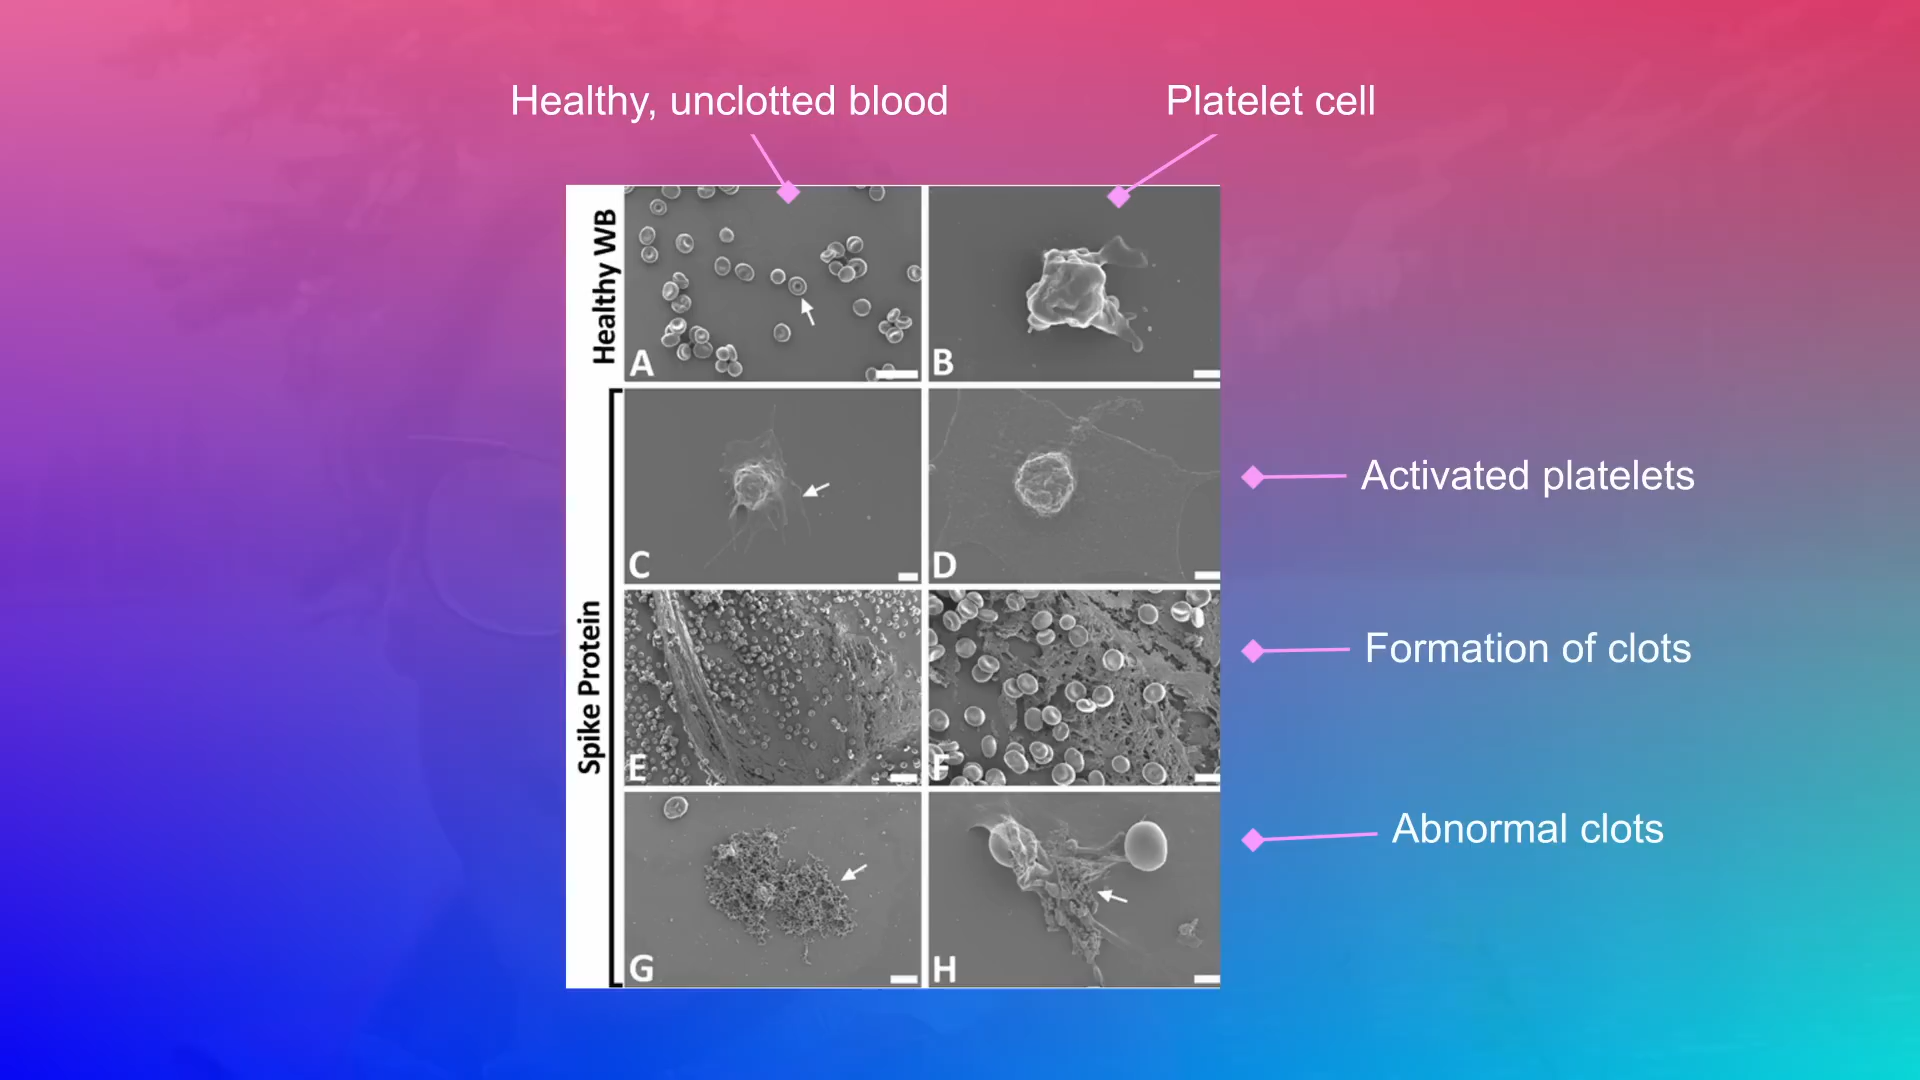 Healthy, unclotted blood
Platelet cell
Healthy WB
A
B
C
D
Activated platelets
Spike Protein
E
F
Formation of clots
G
H
Abnormal clots